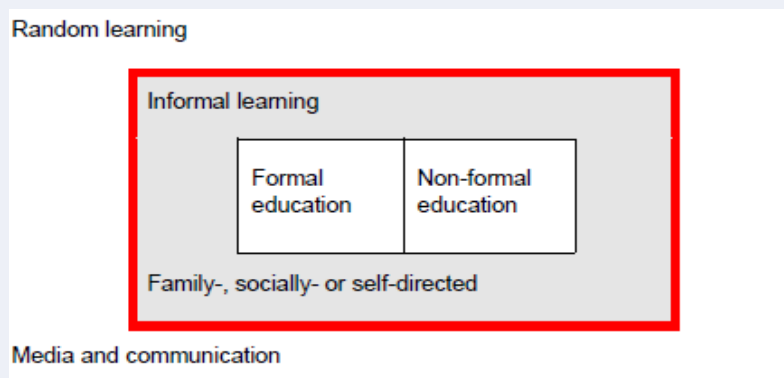 Random learning
Informal learning
Formal
education
Non-formal
education
Family-, socially- or self-directed
Media and communication